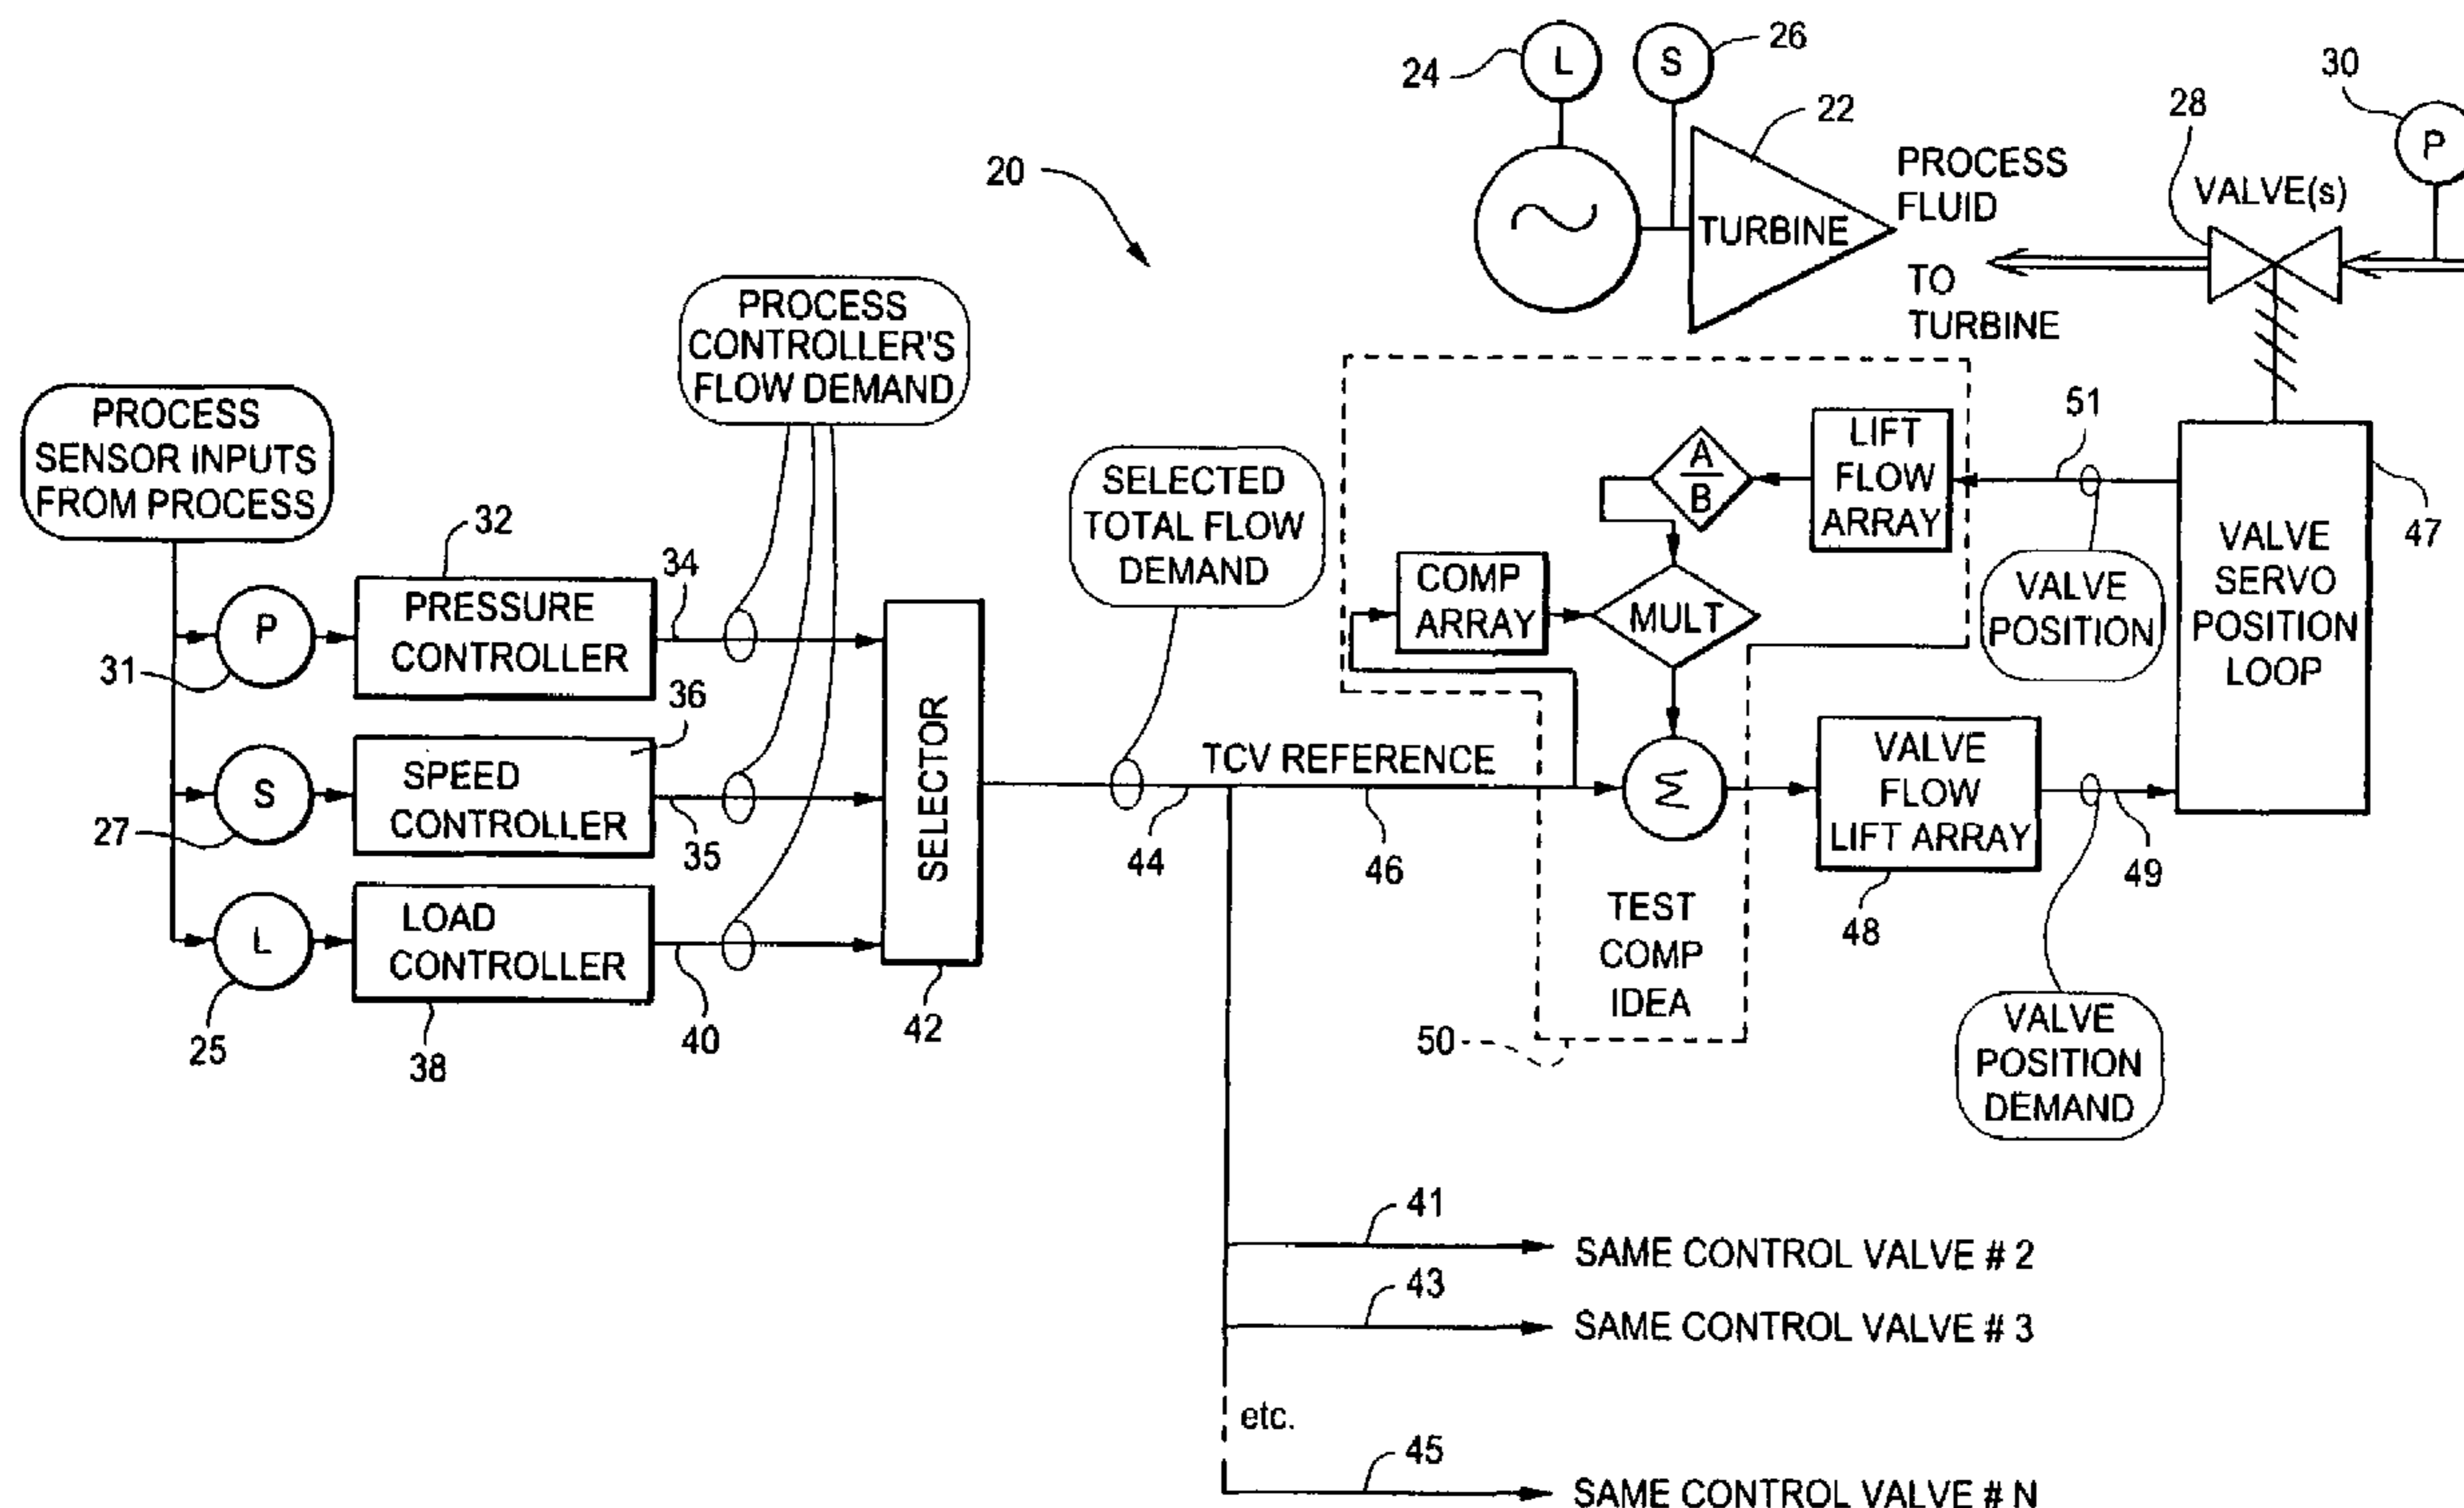 24
L
S
26
22
TURBINE
PROCESS
FLUID
TO
TURBINE
28
VALVE(s)
30
P
20
PROCESS
SENSOR INPUTS
FROM PROCESS
PROCESS
CONTROLLER'S
FLOW DEMAND
SELECTED
TOTAL FLOW
DEMAND
31
P
32
PRESSURE
CONTROLLER
34
27
S
36
SPEED
CONTROLLER
35
25
L
LOAD
CONTROLLER
38
40
SELECTOR
42
44
TCV REFERENCE
46
COMP
ARRAY
A
B
MULT
LIFT
FLOW
ARRAY
51
VALVE
POSITION
VALVE
SERVO
POSITION
LOOP
47
Σ
VALVE
FLOW
LIFT ARRAY
48
49
TEST
COMP
IDEA
50
VALVE
POSITION
DEMAND
41
SAME CONTROL VALVE # 2
43
SAME CONTROL VALVE # 3
etc.
45
SAME CONTROL VALVE # N